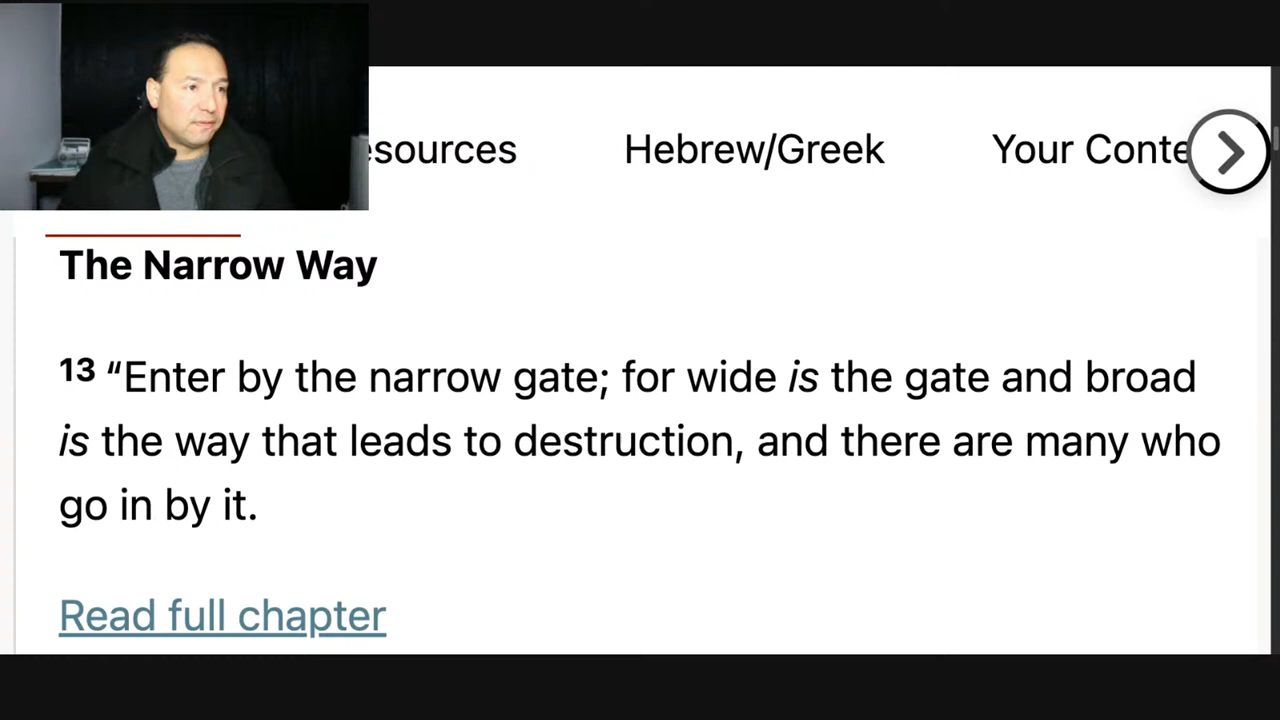 esources Hebrew/Greek Your Conte
The Narrow Way
13 “Enter by the narrow gate; for wide is the gate and broad
is the way that leads to destruction, and there are many who
go in by it.
Read full chapter